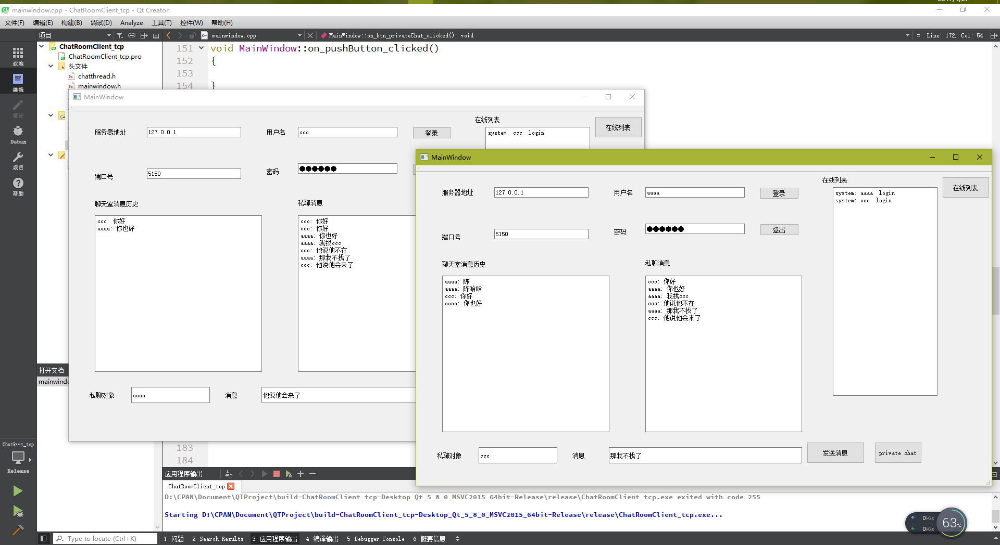 mainwindow.cpp - ChatRoomClient_tcp - Qt Creator
文件(F) 编辑(E) 构建(B) 调试(D) Analyze 工具(T) 控件(W) 帮助(H)
项目
mainwindow.cpp
MainWindow::on_btn_privateChat_clicked(): void
# Line: 172, Col: 54
欢迎
编辑
设计
Debug
项目
帮助
ChatRoomClient_tcp
ChatRoomClient_tcp.pro
头文件
chatthread.h
mainwindow.h
151 void MainWindow::on_pushButton_clicked()
152 {
153
154 }
MainWindow
服务器地址 127.0.0.1 用户名 ccc 登录
在线列表
system: ccc login
在线列表
端口号 5150 密码 ●●●●●●
聊天室消息历史
ccc: 你好
aaaa: 你也好
私聊消息
ccc: 你好
ccc: 你好
aaaa: 你也好
aaaa: 我找ccc
ccc: 他说他不在
aaaa: 那我不找了
ccc: 他说他会来了
私聊对象 aaaa 消息 他说他会来了
MainWindow
服务器地址 127.0.0.1 用户名 aaaa 登录
在线列表
system: aaaa login
system: ccc login
在线列表
端口号 5150 密码 ●●●●●● 登出
聊天室消息历史
aaaa: 陈
aaaa: 陈哈哈
ccc: 你好
aaaa: 你也好
私聊消息
ccc: 你好
aaaa: 你也好
aaaa: 我找ccc
ccc: 他说他不在
aaaa: 那我不找了
ccc: 他说他会来了
私聊对象 ccc 消息 那我不找了 发送消息 private chat
打开文档
183
184
ChatR···t_tcp
Release
应用程序输出
ChatRoomClient_tcp
D:\CPAN\Document\QTProject\build-ChatRoomClient_tcp-Desktop_Qt_5_8_0_MSVC2015_64bit-Release\release\ChatRoomClient_tcp.exe exited with code 255
Starting D:\CPAN\Document\QTProject\build-ChatRoomClient_tcp-Desktop_Qt_5_8_0_MSVC2015_64bit-Release\release\ChatRoomClient_tcp.exe...
0K/s
0K/s
63%
Type to locate (Ctrl+K)
1 问题 2 Search Results 3 应用程序输出 4 编译输出 5 Debugger Console 6 概要信息